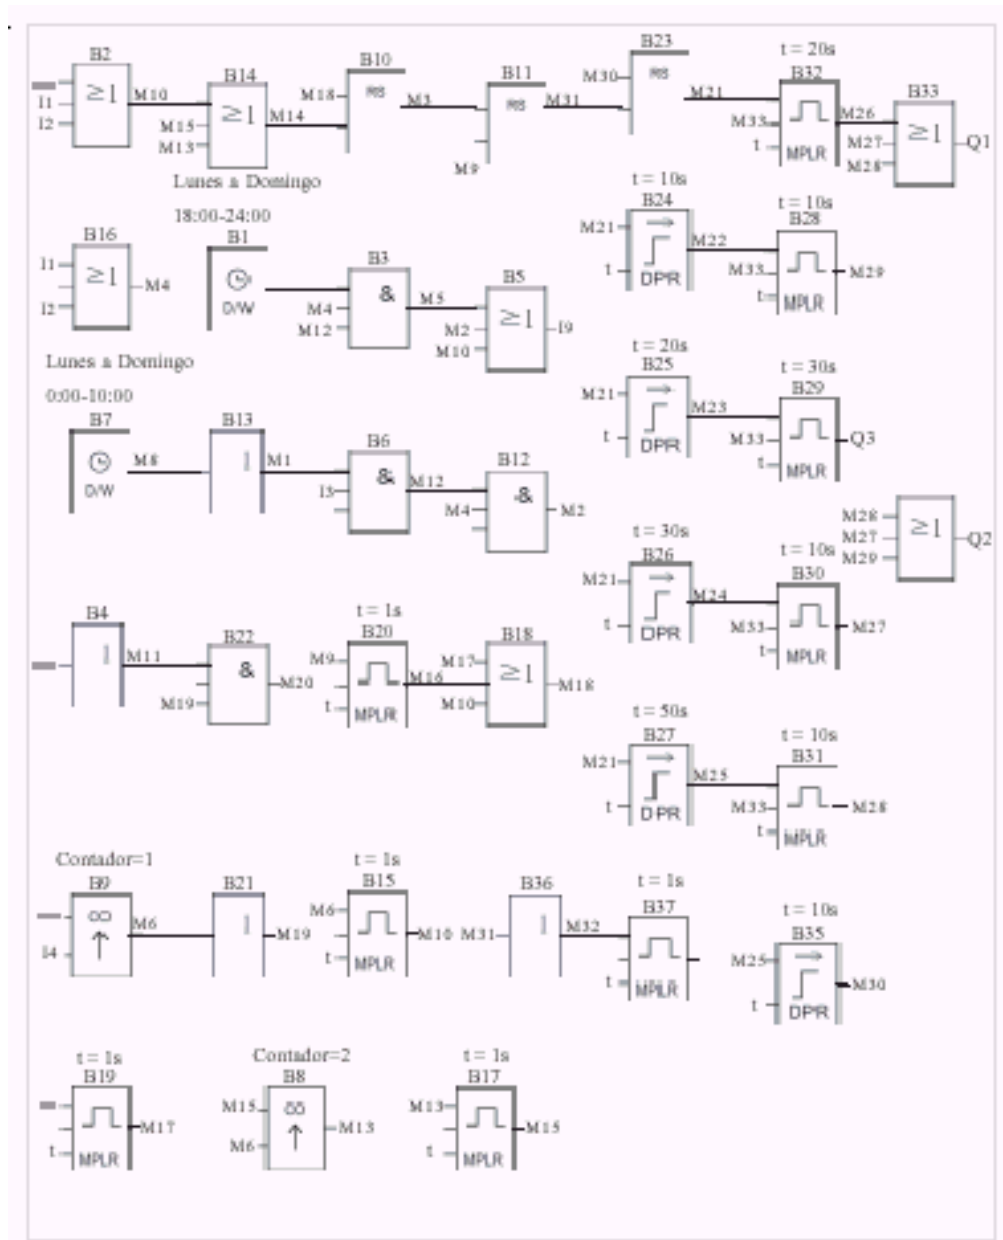 B2
≥1
I1
I2
M10
B14
≥1
M15
M13
M14
B10
M18
RS
M3
B11
RS
M9
M31
B23
M30
RS
M21
t = 20s
B32
M33
t
MPLR
M26
B33
≥1
M27
M28
Q1
Lunes a Domingo
18:00-24:00
B16
≥1
I1
I2
M4
B1
D/W
B3
&
M4
M12
M5
B5
≥1
M2
M10
I9
t = 10s
B24
M21
t
DPR
M22
t = 10s
B28
M33
t
MPLR
M29
Lunes a Domingo
0:00-10:00
B7
D/W
M8
B13
1
M1
B6
&
I3
M12
B12
&
M4
M2
t = 20s
B25
M21
t
DPR
M23
t = 30s
B29
M33
t
MPLR
Q3
M28
M27
M29
≥1
Q2
t = 30s
B26
M21
t
DPR
M24
t = 10s
B30
M33
t
MPLR
M27
B4
1
M11
B22
&
M19
M20
t = 1s
B20
M9
t
MPLR
M16
B18
≥1
M17
M10
M18
t = 50s
B27
M21
t
DPR
M25
t = 10s
B31
M33
t
MPLR
M28
Contador=1
B9
I4
M6
B21
1
M19
t = 1s
B15
M6
t
MPLR
M10
B36
M31
1
M32
t = 1s
B37
t
MPLR
t = 10s
B35
M25
t
DPR
M30
t = 1s
B19
t
MPLR
M17
Contador=2
B8
M15
M6
M13
t = 1s
B17
M13
t
MPLR
M15